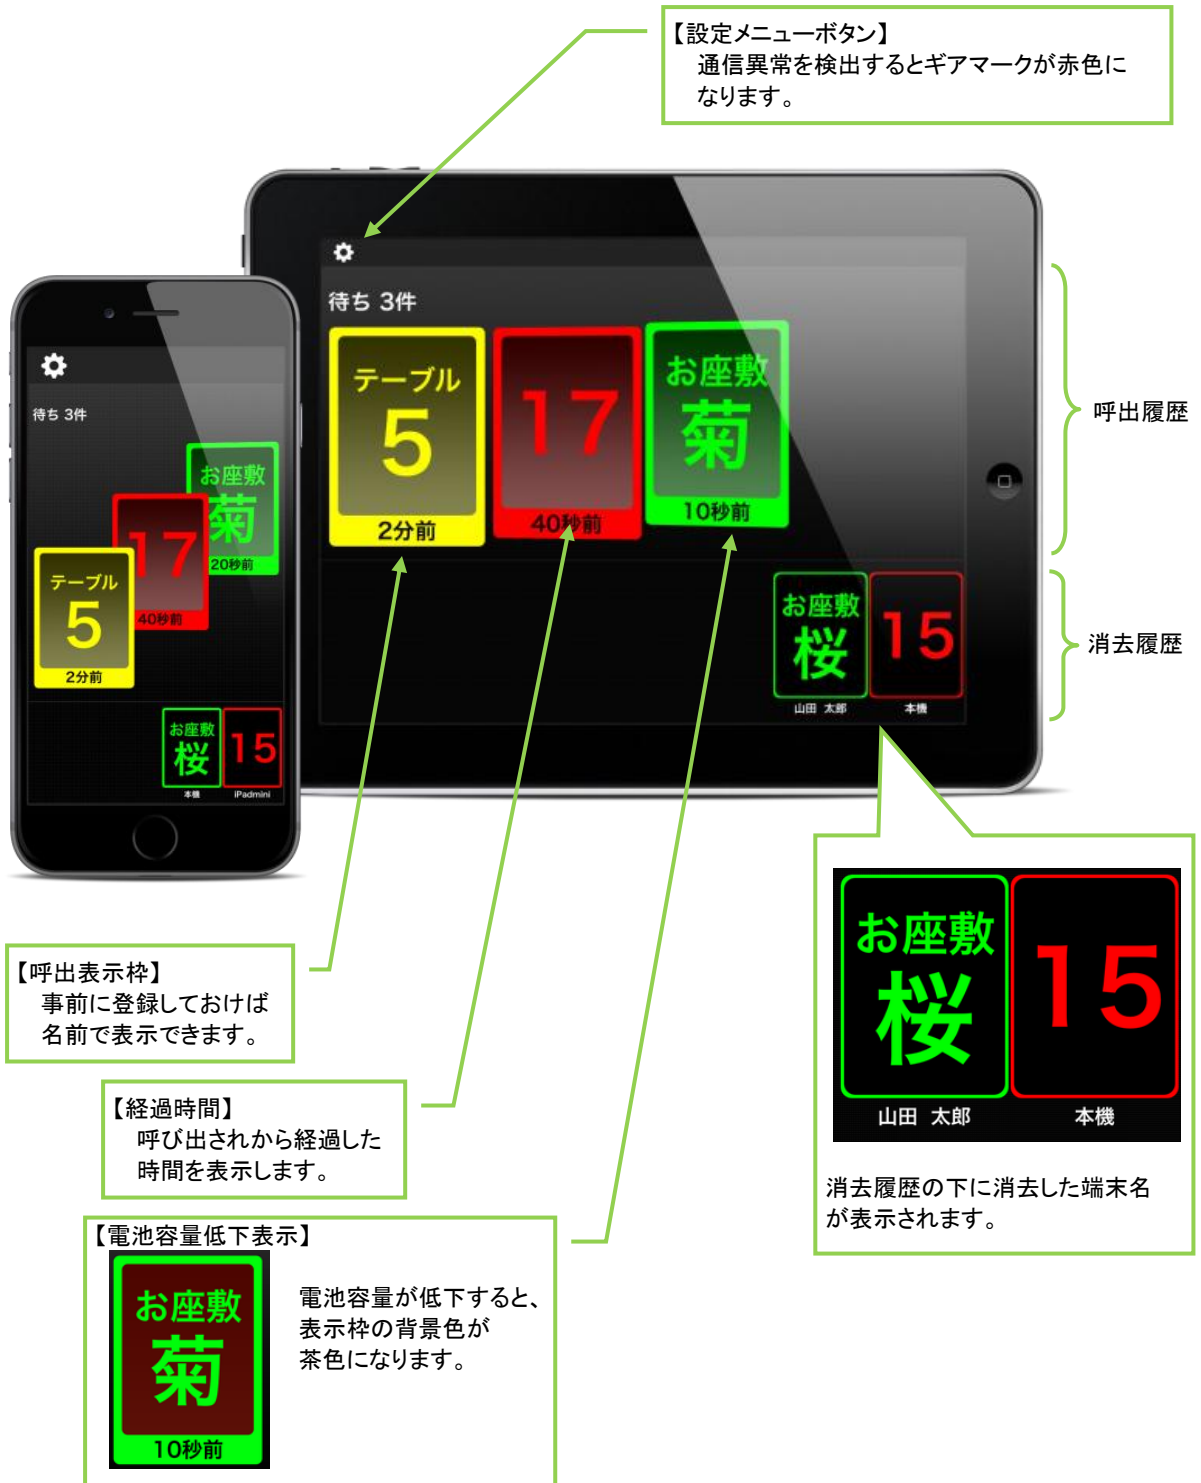 【設定メニューボタン】
通信異常を検出するとギアマークが赤色に
なります。
待ち 3件
テーブル
5
2分前
17
40秒前
お座敷
菊
10秒前
呼出履歴
お座敷
桜
山田 太郎
15
本機
消去履歴
待ち 3件
お座敷
菊
20秒前
17
40秒前
テーブル
5
2分前
お座敷
桜
本機
15
iPadmini
【呼出表示枠】
事前に登録しておけば
名前で表示できます。
【経過時間】
呼び出されから経過した
時間を表示します。
【電池容量低下表示】
お座敷
菊
10秒前
電池容量が低下すると、
表示枠の背景色が
茶色になります。
お座敷
桜
山田 太郎
15
本機
消去履歴の下に消去した端末名
が表示されます。